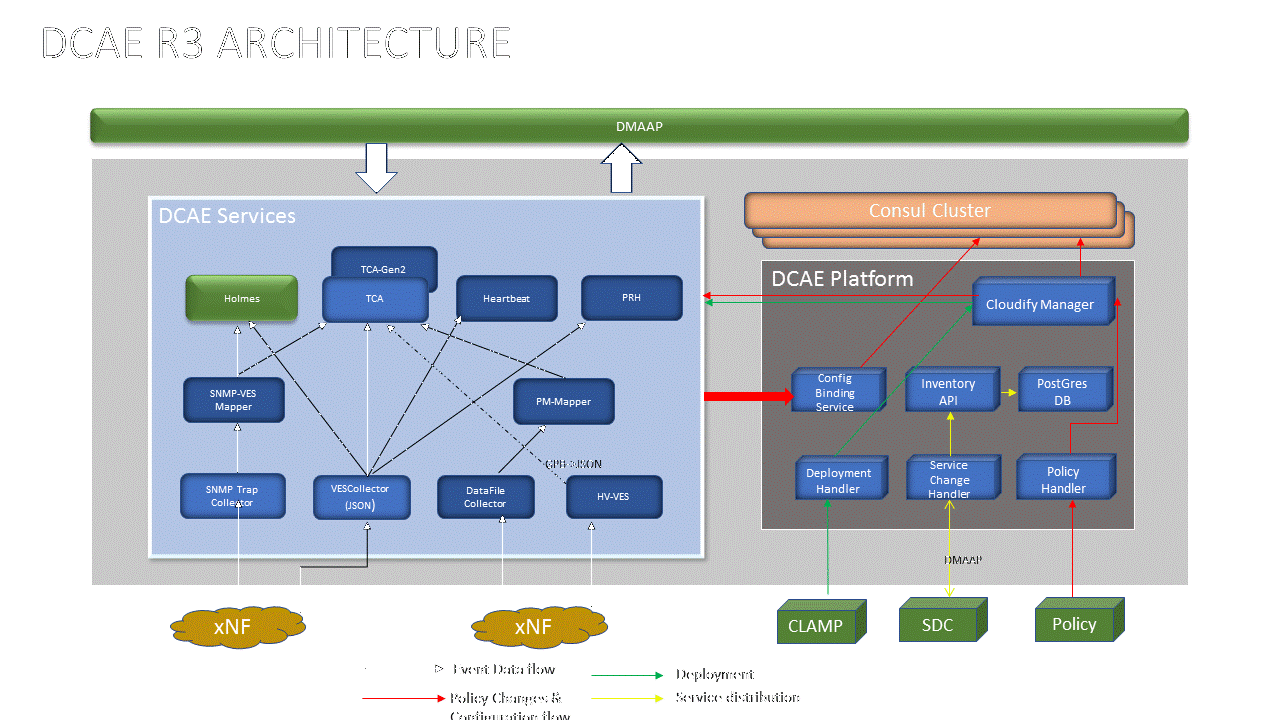 DCAE R3 ARCHITECTURE
DMAAP
DCAE Services
Consul Cluster
DCAE Platform
TCA-Gen2
Holmes
TCA
Heartbeat
PRH
Cloudify Manager
SNMP-VES
Mapper
PM-Mapper
Config
Binding
Service
Inventory
API
PostGres
DB
SNMP Trap
Collector
VESCollector
(JSON)
DataFile
Collector
HV-VES
Deployment
Handler
Service
Change
Handler
Policy
Handler
DMAAP
xNF
xNF
CLAMP
SDC
Policy
Event Data flow
Deployment
Policy Changes &
Configuration flow
Service distribution